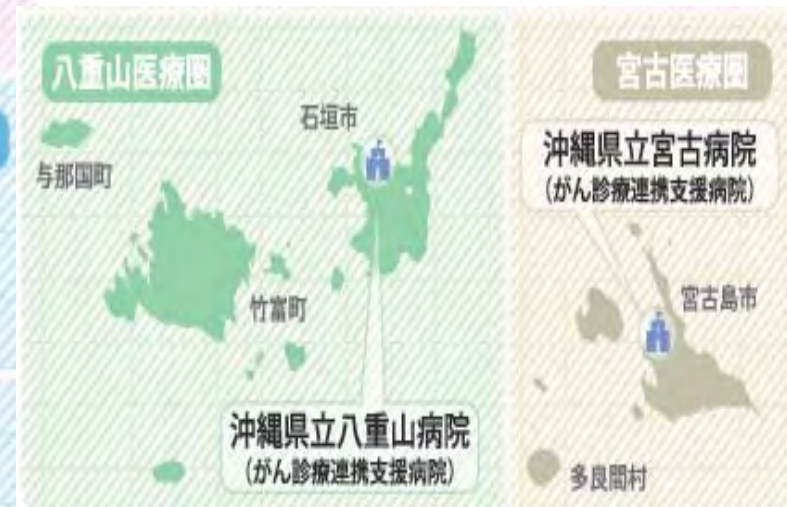 八重山医療圏
与那国町
石垣市
竹富町
沖縄県立八重山病院
(がん診療連携支援病院)
宮古医療圏
沖縄県立宮古病院
(がん診療連携支援病院)
宮古島市
多良間村